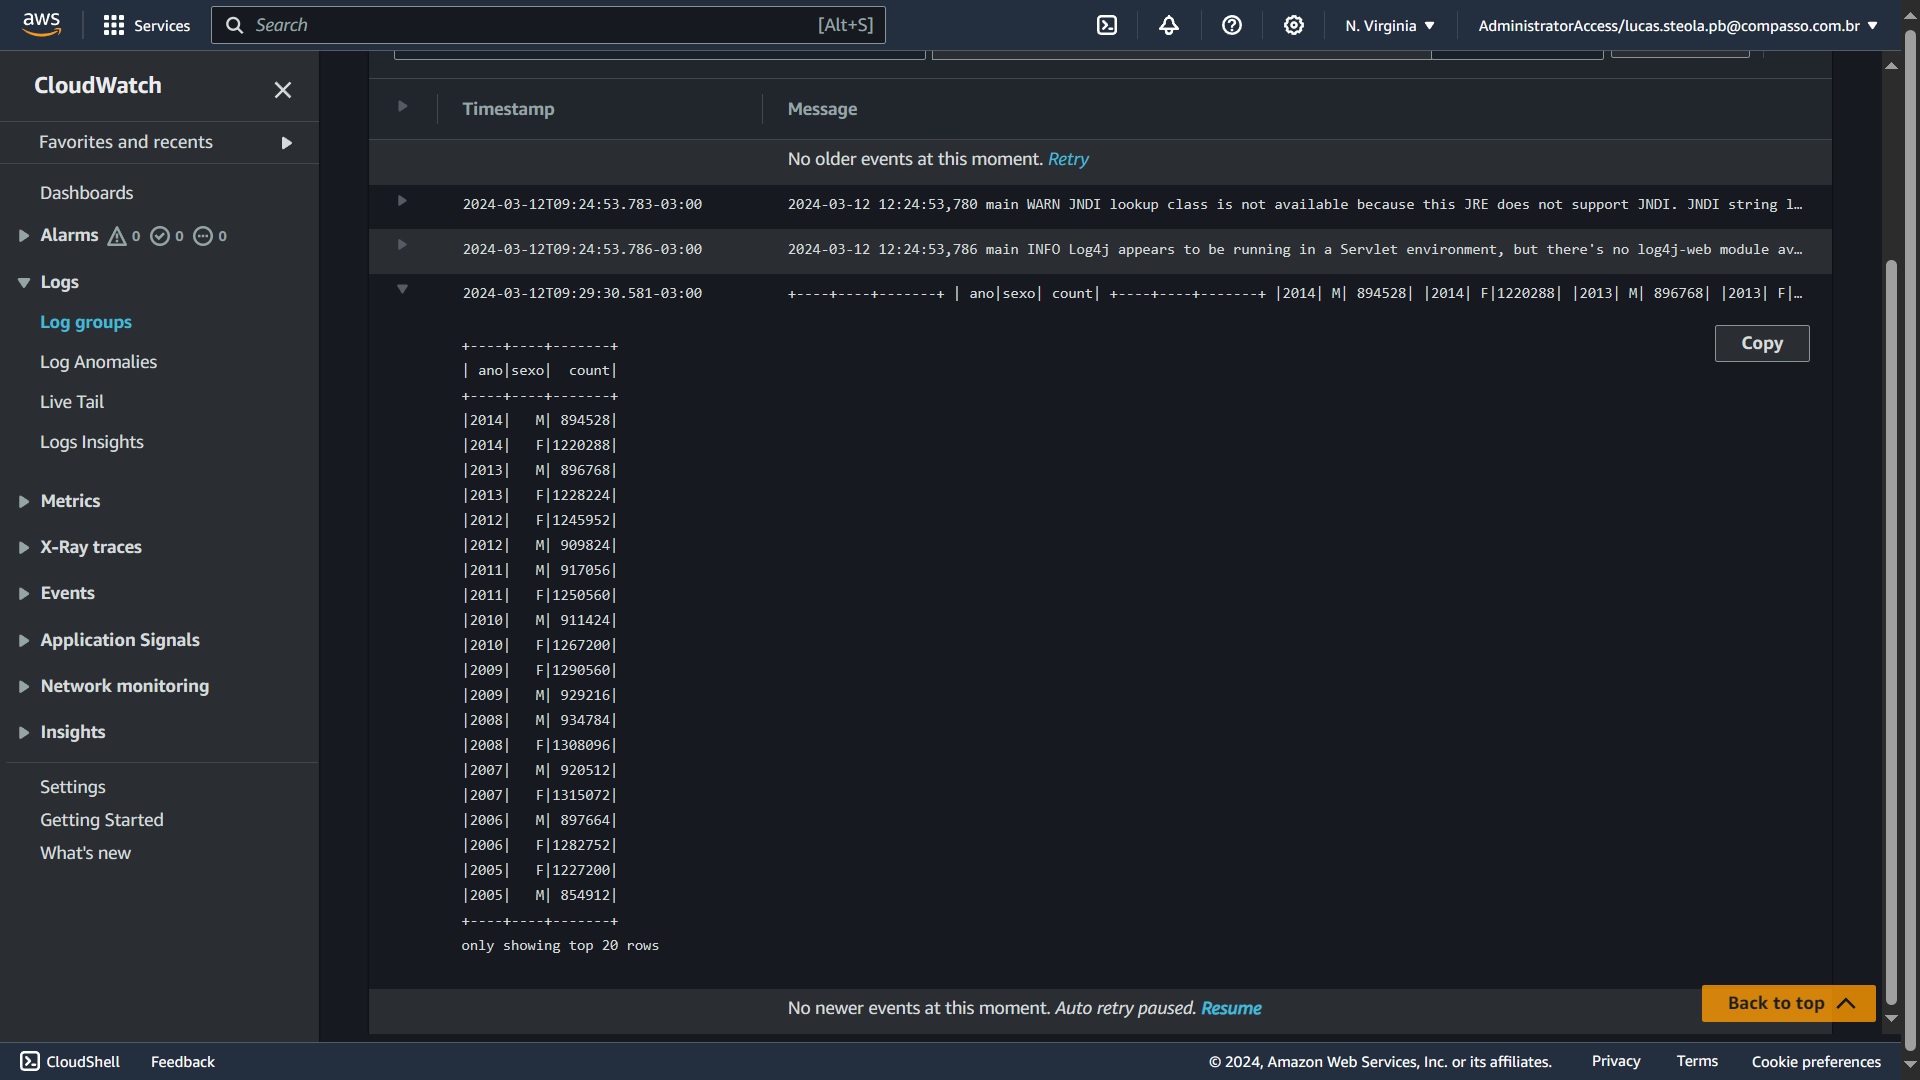 aws
Services
Search
[Alt+S]
N. Virginia
AdministratorAccess/lucas.steola.pb@compasso.com.br
CloudWatch
Favorites and recents
Dashboards
Alarms 0 0 0
Logs
Log groups
Log Anomalies
Live Tail
Logs Insights
Metrics
X-Ray traces
Events
Application Signals
Network monitoring
Insights
Settings
Getting Started
What's new
Timestamp
Message
No older events at this moment. Retry
2024-03-12T09:24:53.783-03:00 2024-03-12 12:24:53,780 main WARN JNDI lookup class is not available because this JRE does not support JNDI. JNDI string l…
2024-03-12T09:24:53.786-03:00 2024-03-12 12:24:53,786 main INFO Log4j appears to be running in a Servlet environment, but there's no log4j-web module av…
2024-03-12T09:29:30.581-03:00 +----+----+-------+ | ano|sexo| count| +----+----+-------+ |2014| M| 894528| |2014| F|1220288| |2013| M| 896768| |2013| F|…
Copy
+----+----+-------+
| ano|sexo|  count|
+----+----+-------+
|2014|   M| 894528|
|2014|   F|1220288|
|2013|   M| 896768|
|2013|   F|1228224|
|2012|   F|1245952|
|2012|   M| 909824|
|2011|   M| 917056|
|2011|   F|1250560|
|2010|   M| 911424|
|2010|   F|1267200|
|2009|   F|1290560|
|2009|   M| 929216|
|2008|   M| 934784|
|2008|   F|1308096|
|2007|   M| 920512|
|2007|   F|1315072|
|2006|   M| 897664|
|2006|   F|1282752|
|2005|   F|1227200|
|2005|   M| 854912|
+----+----+-------+
only showing top 20 rows
No newer events at this moment. Auto retry paused. Resume
Back to top
CloudShell
Feedback
© 2024, Amazon Web Services, Inc. or its affiliates.
Privacy
Terms
Cookie preferences